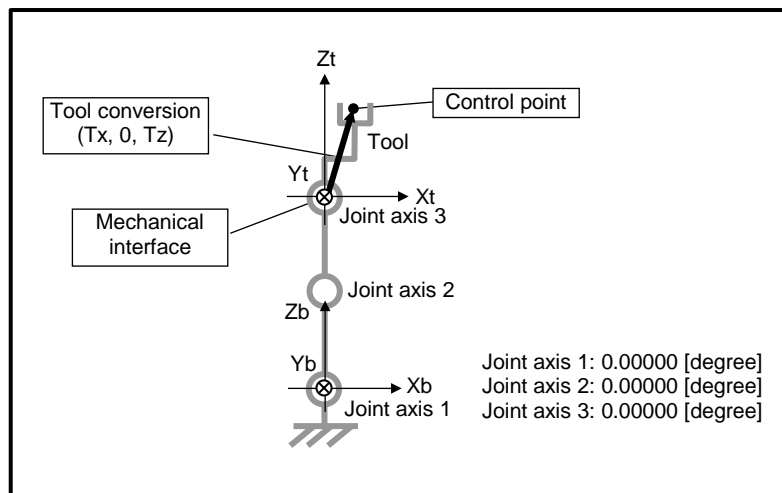 Zt
Tool conversion
(Tx, 0, Tz)
Control point
Tool
Yt
Xt
Mechanical
interface
Joint axis 3
Joint axis 2
Zb
Yb
Xb
Joint axis 1
Joint axis 1: 0.00000 [degree]
Joint axis 2: 0.00000 [degree]
Joint axis 3: 0.00000 [degree]